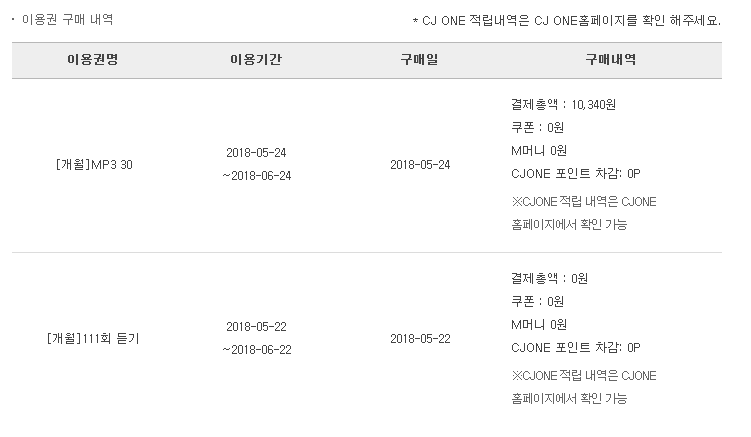 · 이용권 구매 내역
* CJ ONE 적립내역은 CJ ONE홈페이지를 확인 해주세요.
이용권명 이용기간 구매일 구매내역
[개월]MP3 30
2018-05-24
~2018-06-24
2018-05-24
결제총액 : 10,340원
쿠폰 : 0원
M머니 0원
CJONE 포인트 차감: 0P
※CJONE 적립 내역은 CJONE
홈페이지에서 확인 가능
[개월]111회 듣기
2018-05-22
~2018-06-22
2018-05-22
결제총액 : 0원
쿠폰 : 0원
M머니 0원
CJONE 포인트 차감: 0P
※CJONE 적립 내역은 CJONE
홈페이지에서 확인 가능